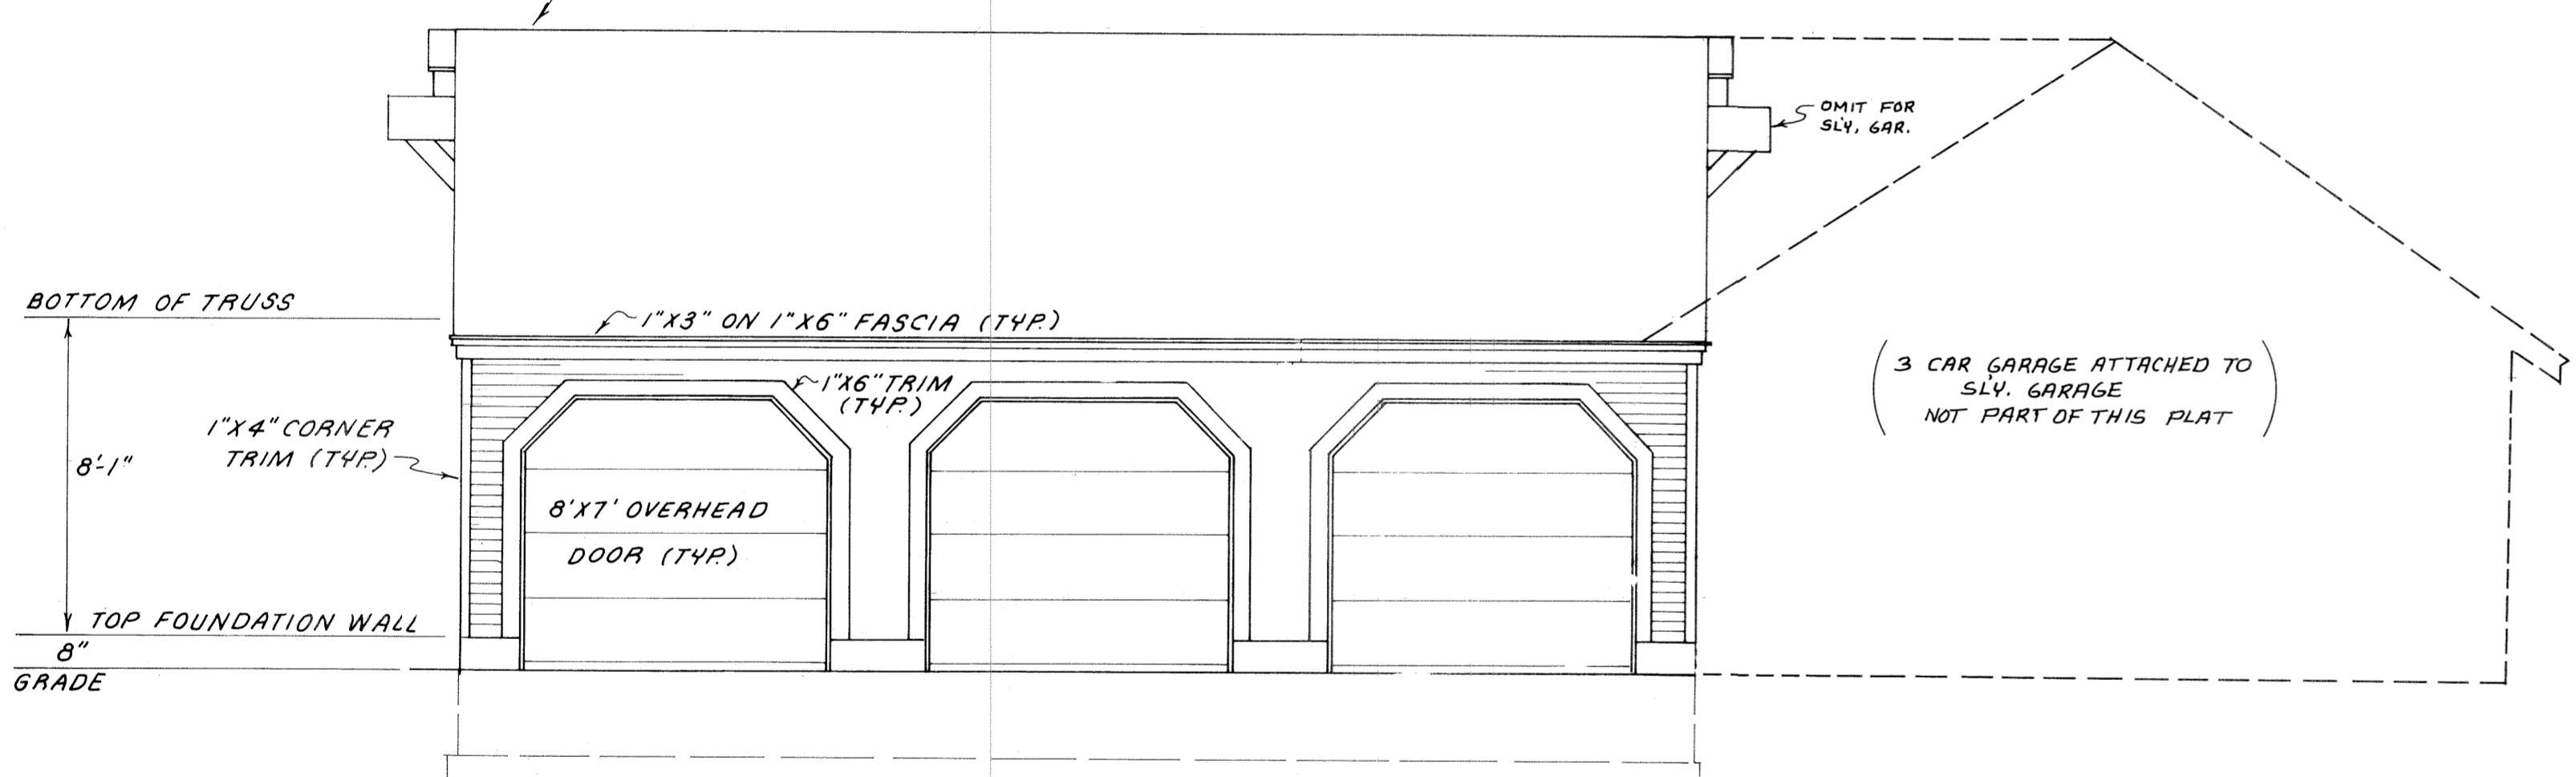 OMIT FOR
SL'Y. GAR.
BOTTOM OF TRUSS
1"X3" ON 1"X6" FASCIA (TYP.)
3 CAR GARAGE ATTACHED TO
SL'Y. GARAGE
NOT PART OF THIS PLAT
1"X6" TRIM
(TYP.)
1"X4" CORNER
TRIM (TYP.)
8'-1"
8'X7' OVERHEAD
DOOR (TYP.)
TOP FOUNDATION WALL
8"
GRADE